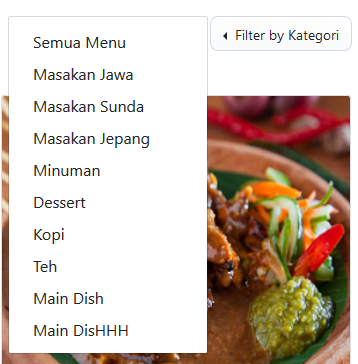 Filter by Kategori
Semua Menu
Masakan Jawa
Masakan Sunda
Masakan Jepang
Minuman
Dessert
Kopi
Teh
Main Dish
Main DisHHH